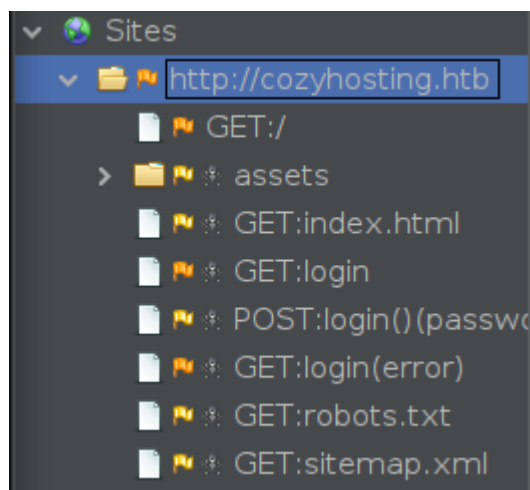 Sites
http://cozyhosting.htb
GET:/
assets
GET:index.html
GET:login
POST:login()(passwo
GET:login(error)
GET:robots.txt
GET:sitemap.xml